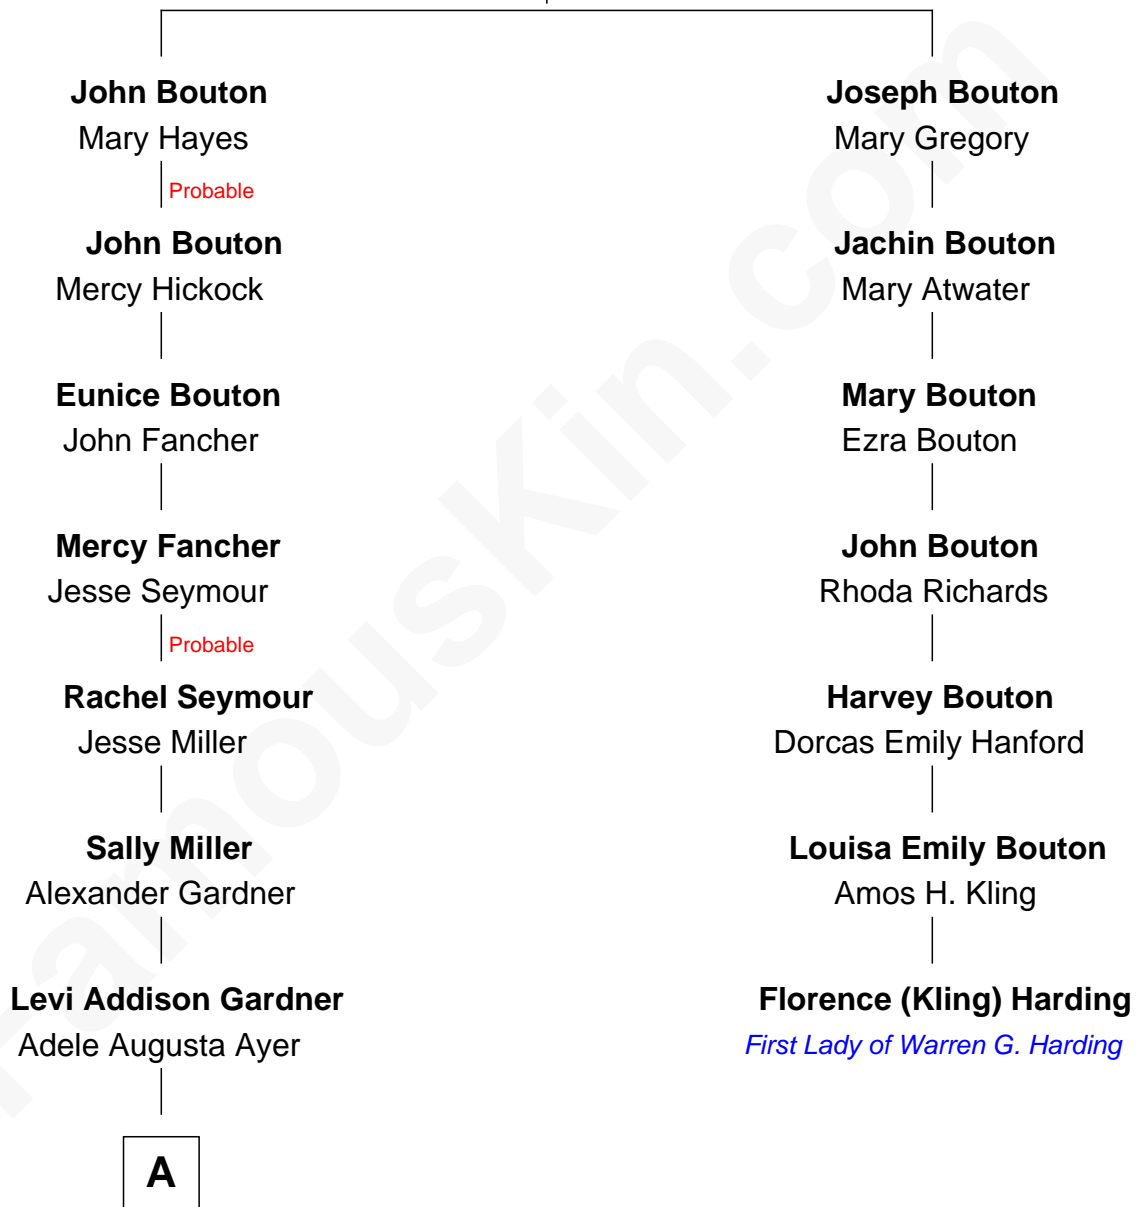 John Bouton
Mary Hayes
Probable
John Bouton
Mercy Hickock
Eunice Bouton
John Fancher
Mercy Fancher
Jesse Seymour
Probable
Rachel Seymour
Jesse Miller
Sally Miller
Alexander Gardner
Levi Addison Gardner
Adele Augusta Ayer
A
Joseph Bouton
Mary Gregory
Jachin Bouton
Mary Atwater
Mary Bouton
Ezra Bouton
John Bouton
Rhoda Richards
Harvey Bouton
Dorcas Emily Hanford
Louisa Emily Bouton
Amos H. Kling
Florence (Kling) Harding
First Lady of Warren G. Harding
FamousKin.com